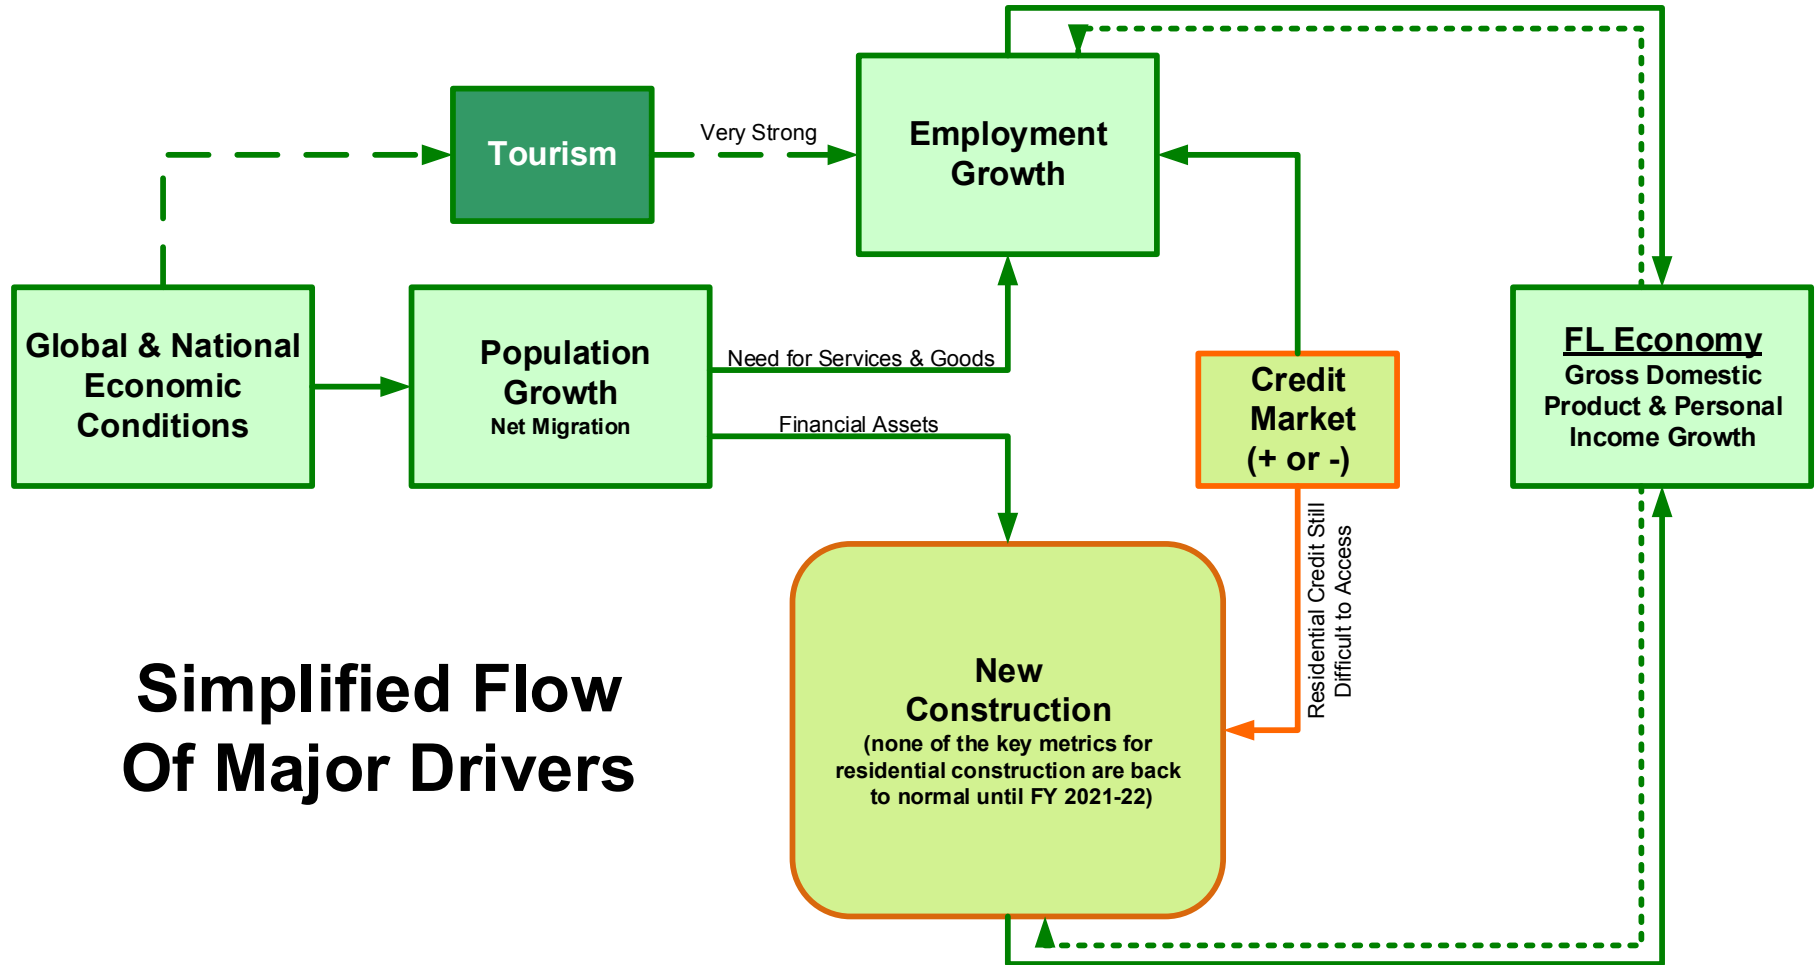 Tourism
Very Strong
Employment
Growth
Global & National
Economic
Conditions
Population
Growth
Net Migration
Need for Services & Goods
Financial Assets
Credit
Market
(+ or -)
FL Economy
Gross Domestic
Product & Personal
Income Growth
Residential Credit Still
Difficult to Access
New
Construction
(none of the key metrics for
residential construction are back
to normal until FY 2021-22)
Simplified Flow
Of Major Drivers